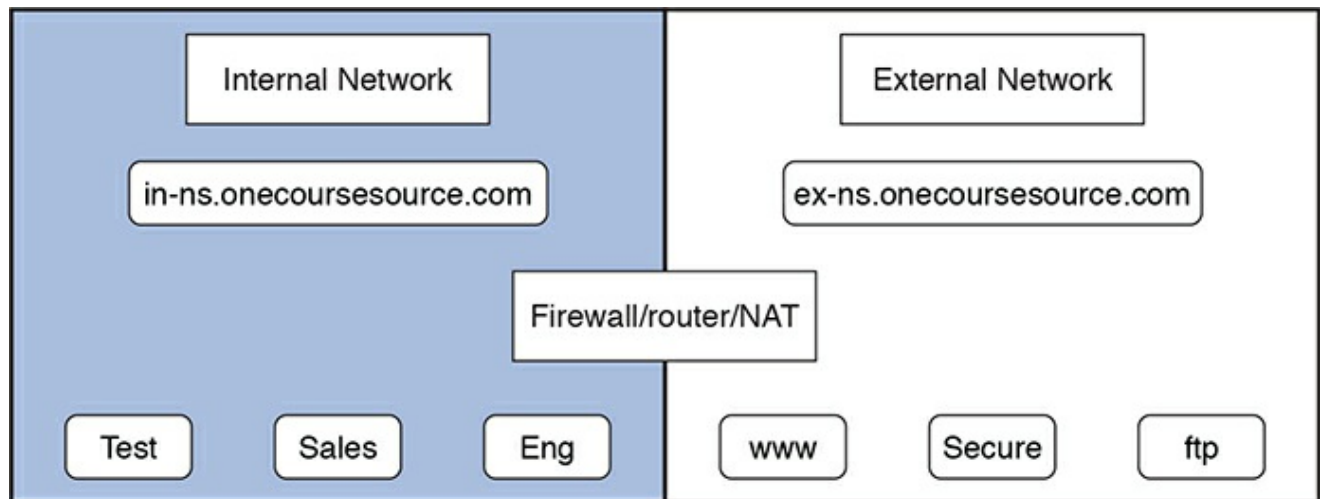 Internal Network
External Network
in-ns.onecoursesource.com
ex-ns.onecoursesource.com
Firewall/router/NAT
Test
Sales
Eng
www
Secure
ftp